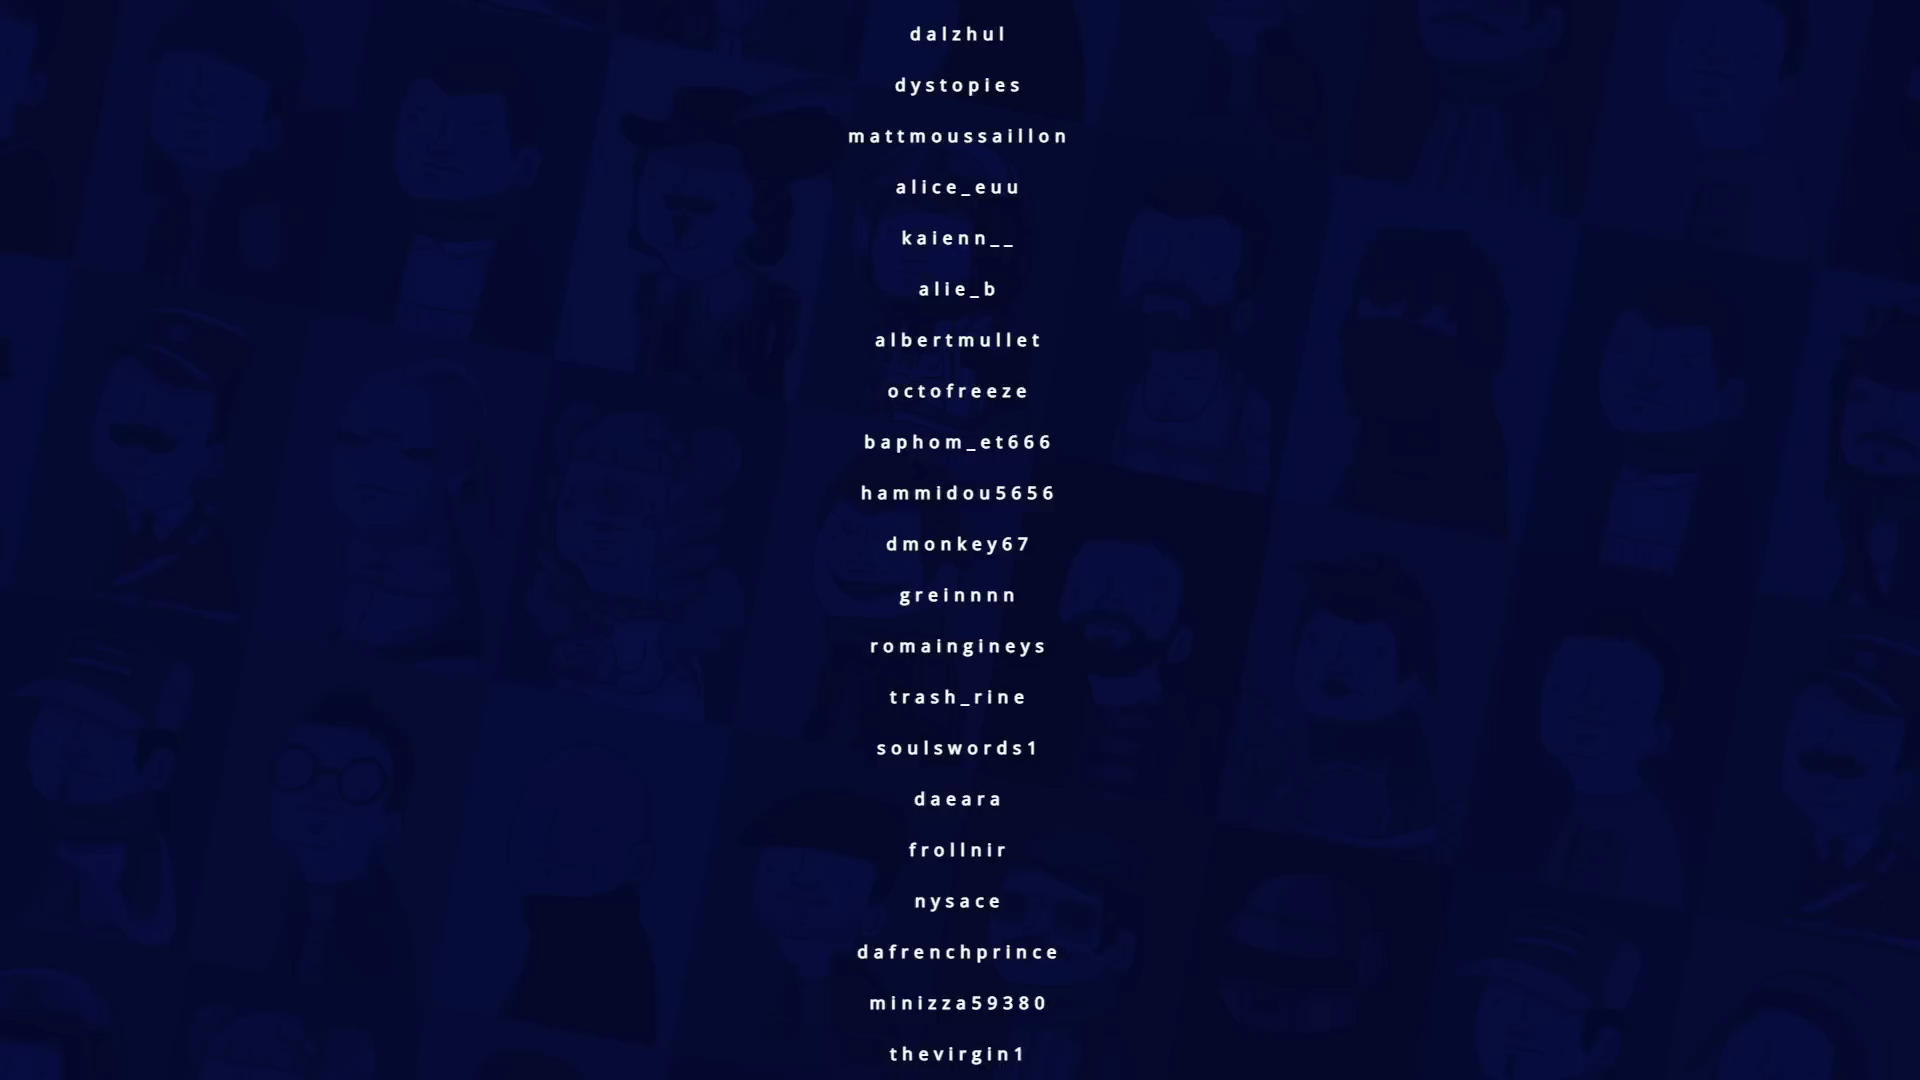 dalzhul
dystopies
mattmoussaillon
alice_euu
kaienn__
alie_b
albertmullet
octofreeze
baphom_et666
hammidou5656
dmonkey67
greinnnn
romaingineys
trash_rine
soulswords1
daeara
frollnir
nysace
dafrenchprince
minizza59380
thevirgin1